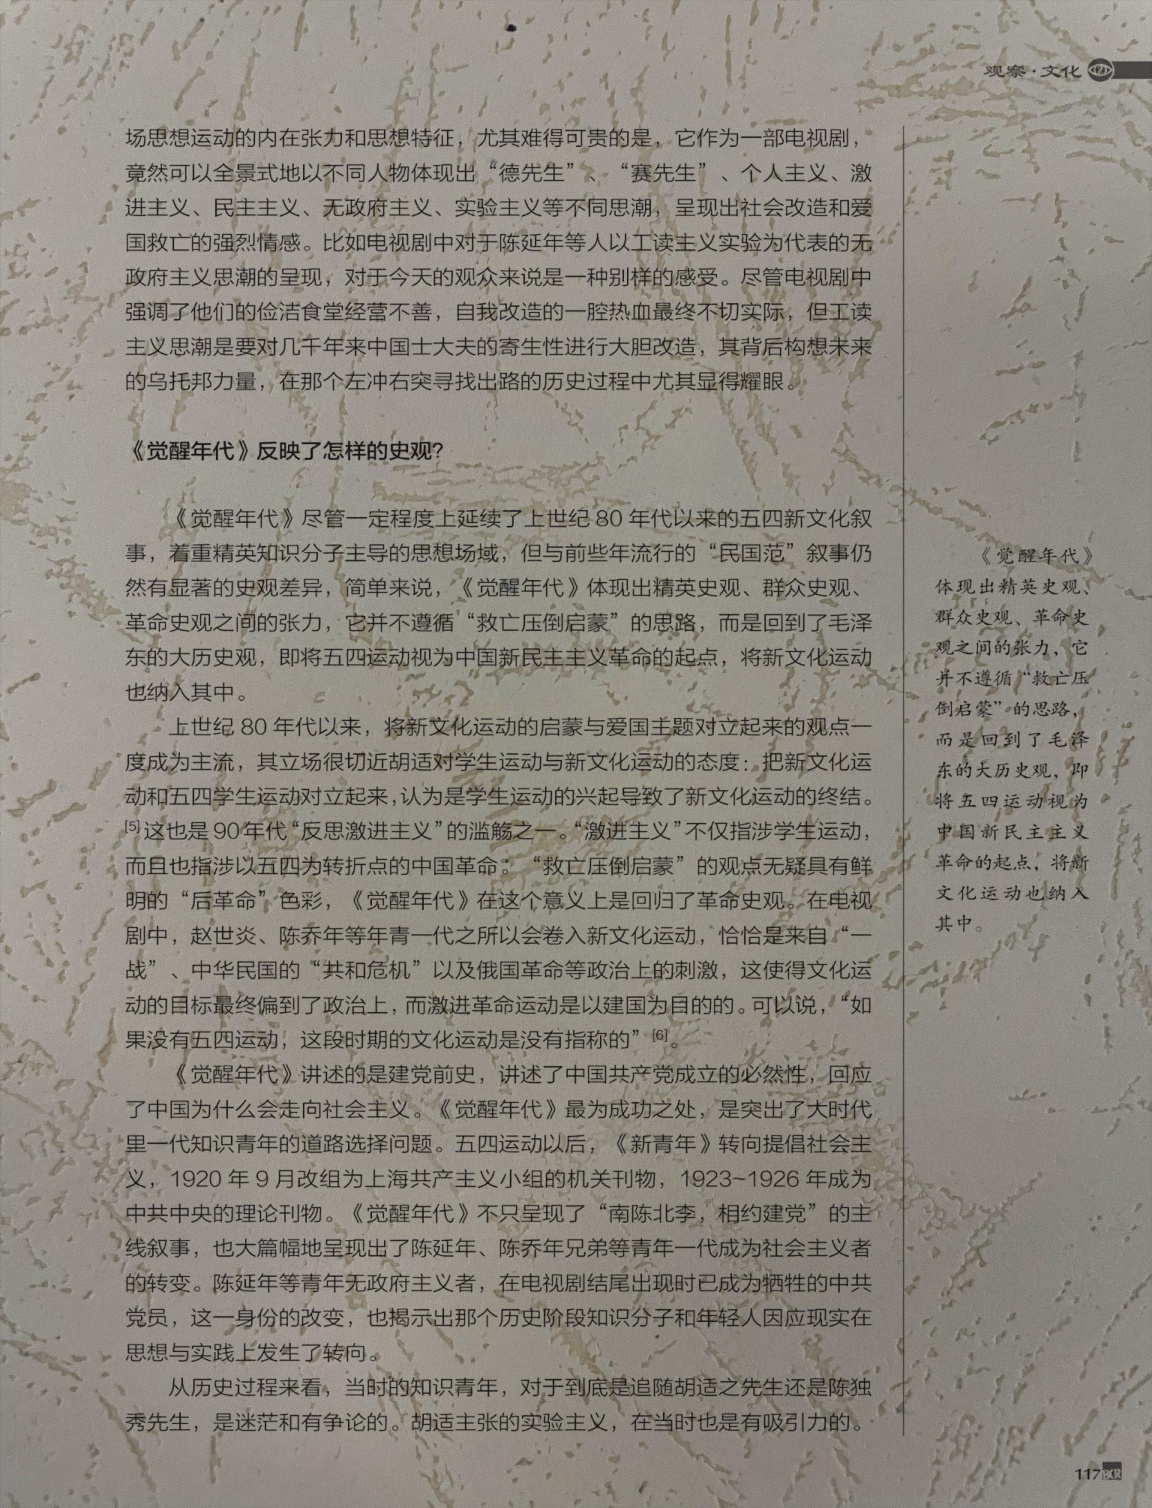 观察·文化
场思想运动的内在张力和思想特征，尤其难得可贵的是，它作为一部电视剧，
竟然可以全景式地以不同人物体现出“德先生”、“赛先生”、个人主义、激
进主义、民主主义、无政府主义、实验主义等不同思潮，呈现出社会改造和爱
国救亡的强烈情感。比如电视剧中对于陈延年等人以工读主义实验为代表的无
政府主义思潮的呈现，对于今天的观众来说是一种别样的感受。尽管电视剧中
强调了他们的俭洁食堂经营不善，自我改造的一腔热血最终不切实际，但工读
主义思潮是要对几千年来中国士大夫的寄生性进行大胆改造，其背后构想未来
的乌托邦力量，在那个左冲右突寻找出路的历史过程中尤其显得耀眼。
《觉醒年代》反映了怎样的史观？
《觉醒年代》尽管一定程度上延续了上世纪 80 年代以来的五四新文化叙
事，着重精英知识分子主导的思想场域，但与前些年流行的“民国范”叙事仍
然有显著的史观差异，简单来说，《觉醒年代》体现出精英史观、群众史观、
革命史观之间的张力，它并不遵循“救亡压倒启蒙”的思路，而是回到了毛泽
东的大历史观，即将五四运动视为中国新民主主义革命的起点，将新文化运动
也纳入其中。
上世纪 80 年代以来，将新文化运动的启蒙与爱国主题对立起来的观点一
度成为主流，其立场很切近胡适对学生运动与新文化运动的态度：把新文化运
动和五四学生运动对立起来，认为是学生运动的兴起导致了新文化运动的终结。
[5]这也是90年代“反思激进主义”的滥觞之一。“激进主义”不仅指涉学生运动，
而且也指涉以五四为转折点的中国革命：“救亡压倒启蒙”的观点无疑具有鲜
明的“后革命”色彩，《觉醒年代》在这个意义上是回归了革命史观。在电视
剧中，赵世炎、陈乔年等年青一代之所以会卷入新文化运动，恰恰是来自“一
战”、中华民国的“共和危机”以及俄国革命等政治上的刺激，这使得文化运
动的目标最终偏到了政治上，而激进革命运动是以建国为目的的。可以说，“如
果没有五四运动，这段时期的文化运动是没有指称的”[6]。
《觉醒年代》讲述的是建党前史，讲述了中国共产党成立的必然性，回应
了中国为什么会走向社会主义。《觉醒年代》最为成功之处，是突出了大时代
里一代知识青年的道路选择问题。五四运动以后，《新青年》转向提倡社会主
义，1920 年 9 月改组为上海共产主义小组的机关刊物，1923~1926 年成为
中共中央的理论刊物。《觉醒年代》不只呈现了“南陈北李，相约建党”的主
线叙事，也大篇幅地呈现出了陈延年、陈乔年兄弟等青年一代成为社会主义者
的转变。陈延年等青年无政府主义者，在电视剧结尾出现时已成为牺牲的中共
党员，这一身份的改变，也揭示出那个历史阶段知识分子和年轻人因应现实在
思想与实践上发生了转向。
从历史过程来看，当时的知识青年，对于到底是追随胡适之先生还是陈独
秀先生，是迷茫和有争论的。胡适主张的实验主义，在当时也是有吸引力的。
《觉醒年代》
体现出精英史观、
群众史观、革命史
观之间的张力，它
并不遵循“救亡压
倒启蒙”的思路，
而是回到了毛泽
东的大历史观，即
将五四运动视为
中国新民主主义
革命的起点，将新
文化运动也纳入
其中。
117